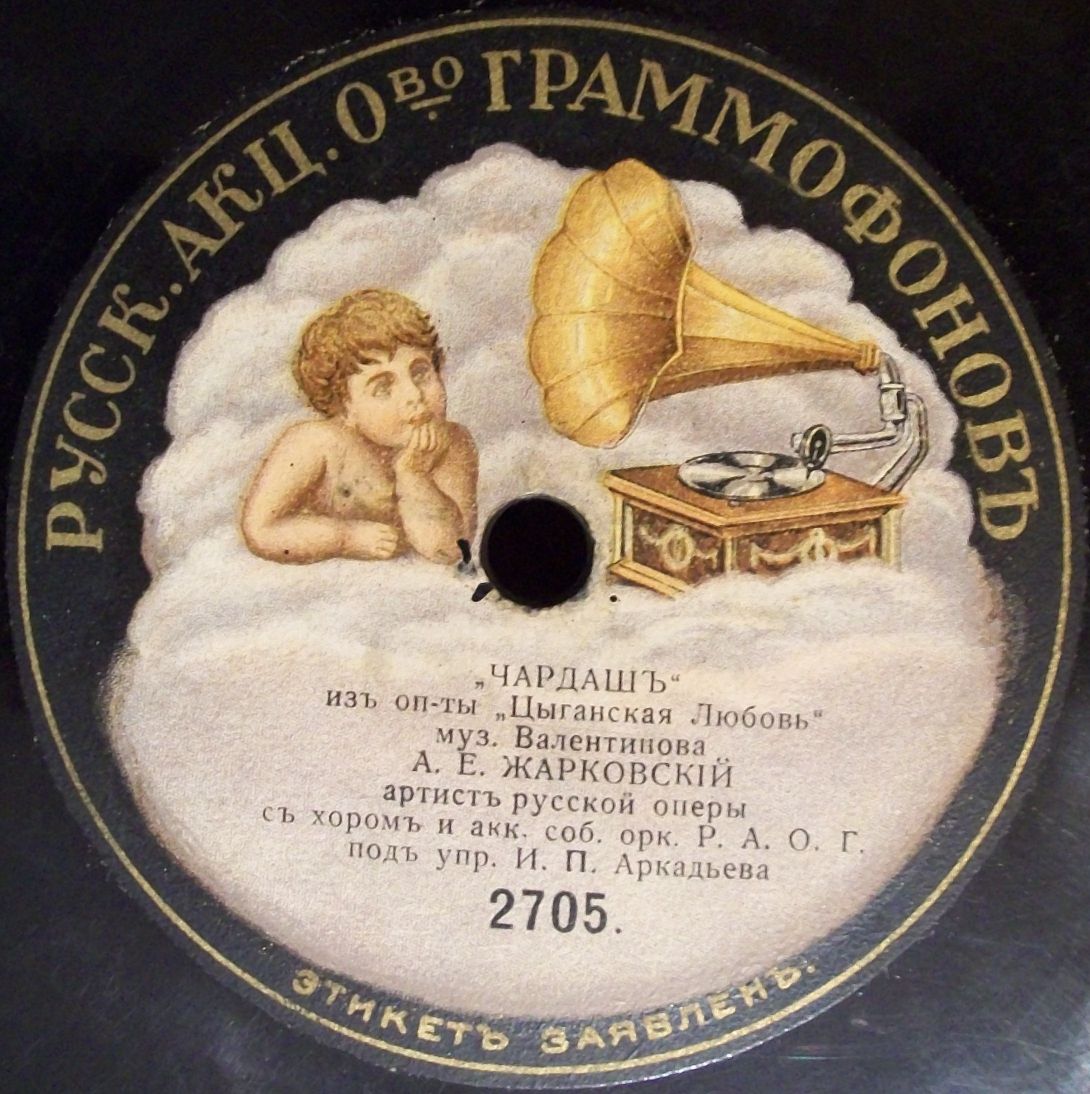 РУССК. АКЦ. Oво ГРАММОФОНОВЪ
„ЧАРДАШЪ“
изъ оп-ты „Цыганская Любовь“
муз. Валентинова
А. Е. ЖАРКОВСКІЙ
артистъ русской оперы
съ хоромъ и акк. соб. орк. Р. А. О. Г.
подъ упр. И. П. Аркадьева
2705.
ЭТИКЕТЪ ЗАЯВЛЕНЪ.